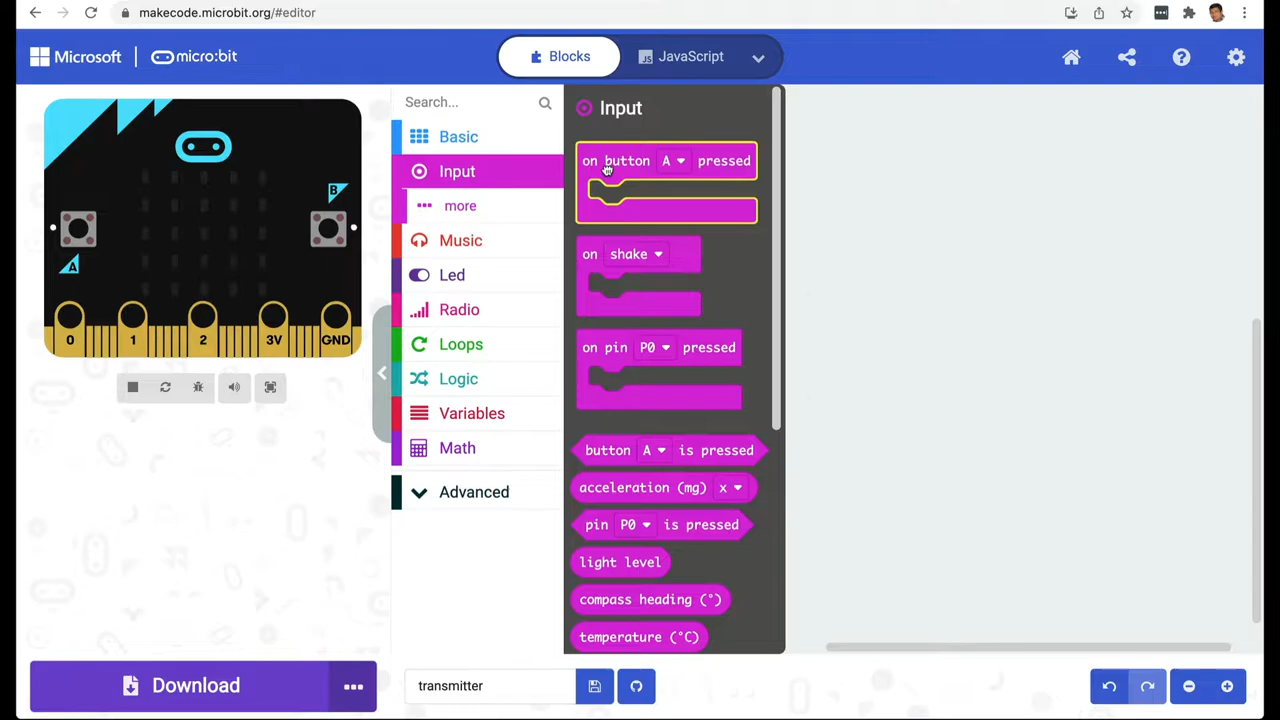 makecode.microbit.org/#editor
Microsoft micro:bit
Blocks
JS JavaScript
Search...
Basic
Input
more
Music
Led
Radio
Loops
Logic
Variables
Math
Advanced
Input
on button A pressed
on shake
on pin P0 pressed
button A is pressed
acceleration (mg) x
pin P0 is pressed
light level
compass heading (°)
temperature (°C)
B
A
0 1 2 3V GND
Download
transmitter